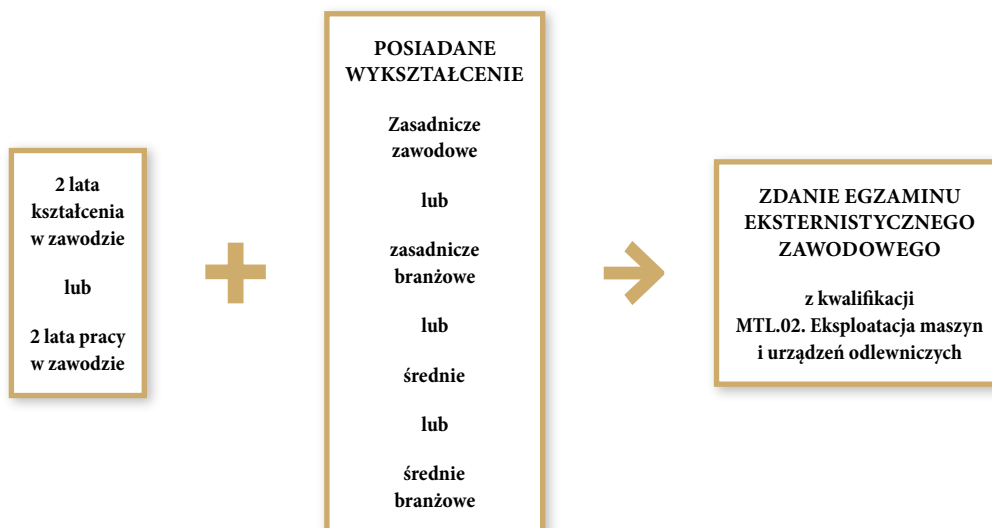 2 lata
kształcenia
w zawodzie
lub
2 lata pracy
w zawodzie
POSIADANE
WYKSZTAŁCENIE
Zasadnicze
zawodowe
lub
zasadnicze
branżowe
lub
średnie
lub
średnie
branżowe
ZDANIE EGZAMINU
EKSTERNISTYCZNEGO
ZAWODOWEGO
z kwalifikacji
MTL.02. Eksploatacja maszyn
i urządzeń odlewniczych